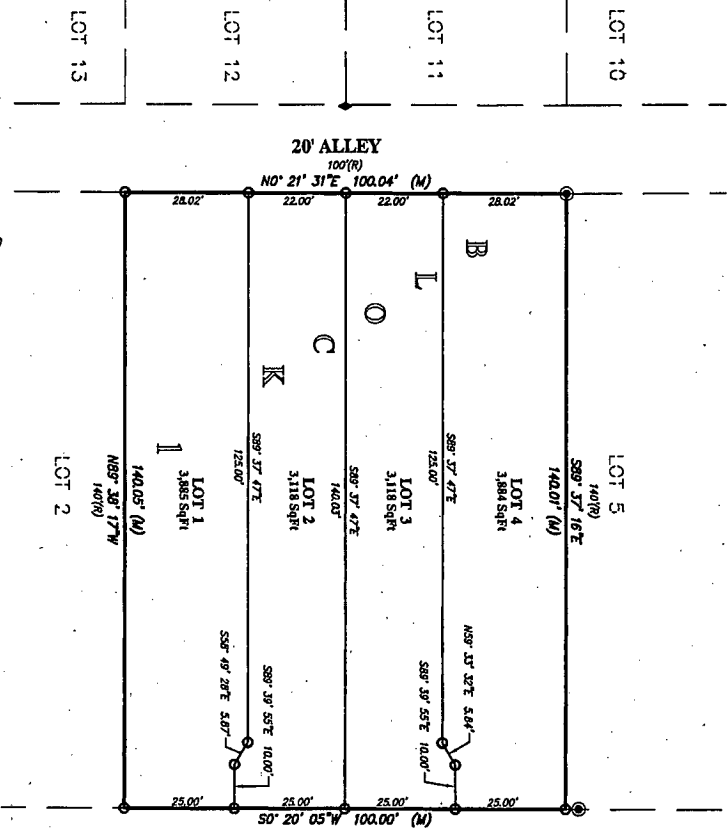 LOT 13
LOT 12
LOT 11
LOT 10
20' ALLEY
100'(R)
N0° 21' 31"E 100.04' (M)
28.02'
22.00'
22.00'
28.02'
B
L
O
C
K
1
LOT 2
N89° 38' 47"W
140'(R)
140.05' (M)
LOT 1
3,885 SqFt
S89° 37' 47"E
125.00'
LOT 2
3,118 SqFt
S89° 37' 47"E
140.03'
LOT 3
3,118 SqFt
S89° 37' 47"E
125.00'
LOT 4
3,884 SqFt
140.01' (M)
S89° 37' 16"E
140'(R)
LOT 5
S58° 49' 28"E 5.87'
S89° 39' 55"E 10.00'
S89° 39' 55"E 10.00'
N59° 33' 32"E 5.84'
25.00'
25.00'
25.00'
25.00'
S0° 20' 05"W 100.00' (M)